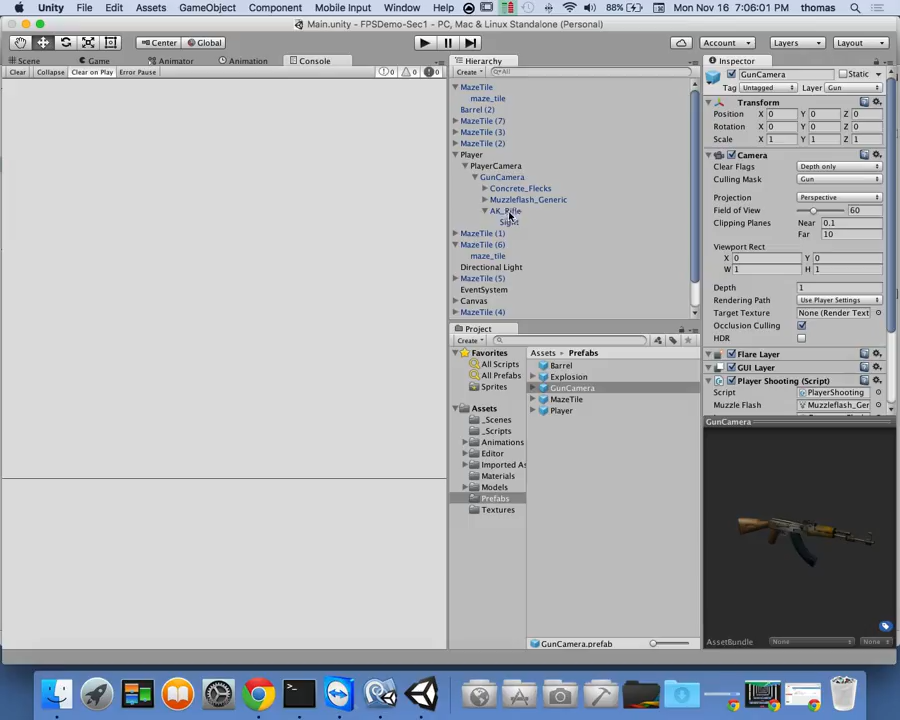 Unity File Edit Assets GameObject Component Mobile Input Window Help 88% Mon Nov 16 7:06:01 PM thomas
Main.unity - FPSDemo-Sec1 - PC, Mac & Linux Standalone (Personal)
Center Global Account Layers Layout
Scene Game Animator Animation Console
Clear Collapse Clear on Play Error Pause 0 0 0
Hierarchy
Create All
MazeTile
maze_tile
Barrel (2)
MazeTile (7)
MazeTile (3)
MazeTile (2)
Player
PlayerCamera
GunCamera
Concrete_Flecks
Muzzleflash_Generic
AK_Rifle
Sight
MazeTile (1)
MazeTile (6)
maze_tile
Directional Light
MazeTile (5)
EventSystem
Canvas
MazeTile (4)
Project
Create
Favorites
All Scripts
All Prefabs
Sprites
Assets
_Scenes
_Scripts
Animations
Editor
Imported As
Materials
Models
Prefabs
Textures
Assets Prefabs
Barrel
Explosion
GunCamera
MazeTile
Player
GunCamera.prefab
Inspector
GunCamera Static
Tag Untagged Layer Gun
Transform
Position X 0 Y 0 Z 0
Rotation X 0 Y 0 Z 0
Scale X 1 Y 1 Z 1
Camera
Clear Flags Depth only
Culling Mask Gun
Projection Perspective
Field of View 60
Clipping Planes Near 0.1
Far 10
Viewport Rect
X 0 Y 0
W 1 H 1
Depth 1
Rendering Path Use Player Settings
Target Texture None (Render Text
Occlusion Culling
HDR
Flare Layer
GUI Layer
Player Shooting (Script)
Script PlayerShooting
Muzzle Flash Muzzleflash_Ger
GunCamera
AssetBundle None None